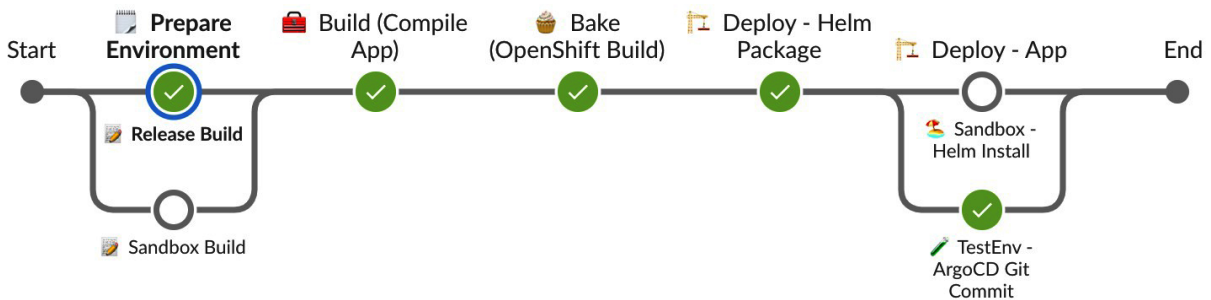 Start
🗒️ Prepare
Environment
🧰 Build (Compile
App)
🧁 Bake
(OpenShift Build)
🏗️ Deploy - Helm
Package
🏗️ Deploy - App
End
📝 Release Build
🏖️ Sandbox -
Helm Install
📝 Sandbox Build
🧪 TestEnv -
ArgoCD Git
Commit